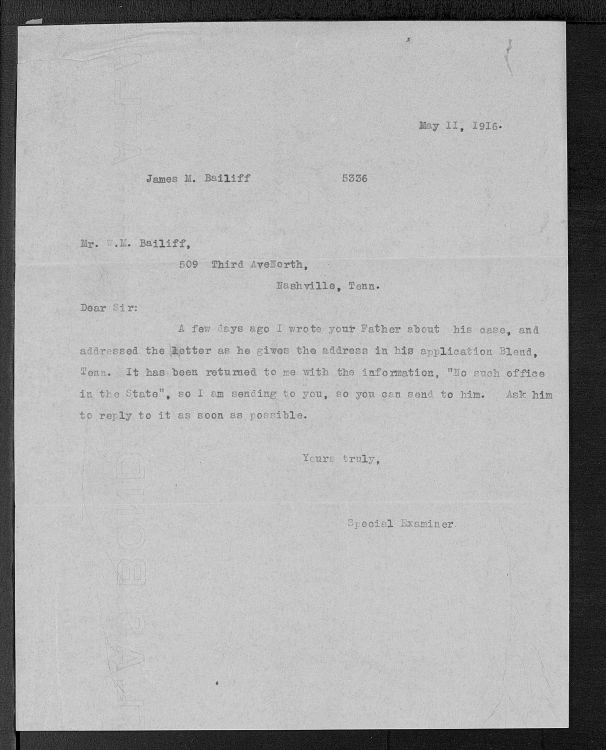 May 11, 1916.
James M. Bailiff 5336
Mr. W.M. Bailiff,
509 Third AveNorth,
Nashville, Tenn.
Dear Sir:
A few days ago I wrote your Father about his case, and
addressed the letter as he gives the address in his application Blend,
Tenn. It has been returned to me with the information, "No such office
in the State", so I am sending to you, so you can send to him. Ask him
to reply to it as soon as possible.
Yours truly,
Special Examiner